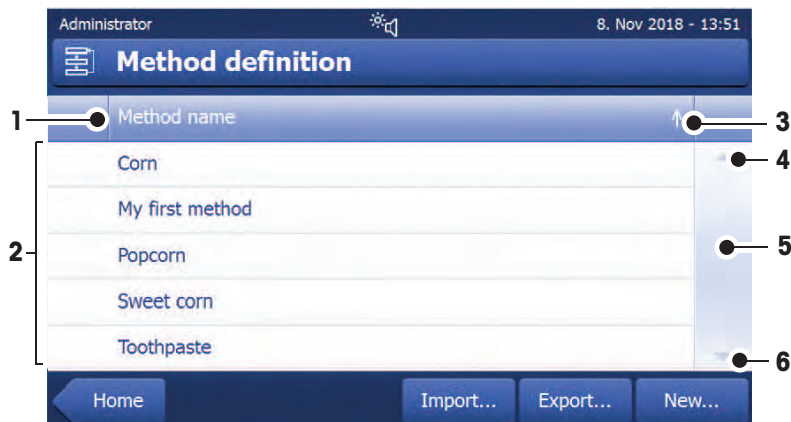 Administrator 8. Nov 2018 - 13:51
Method definition
1 Method name 3
Corn 4
My first method
2 Popcorn 5
Sweet corn
Toothpaste 6
Home Import... Export... New...